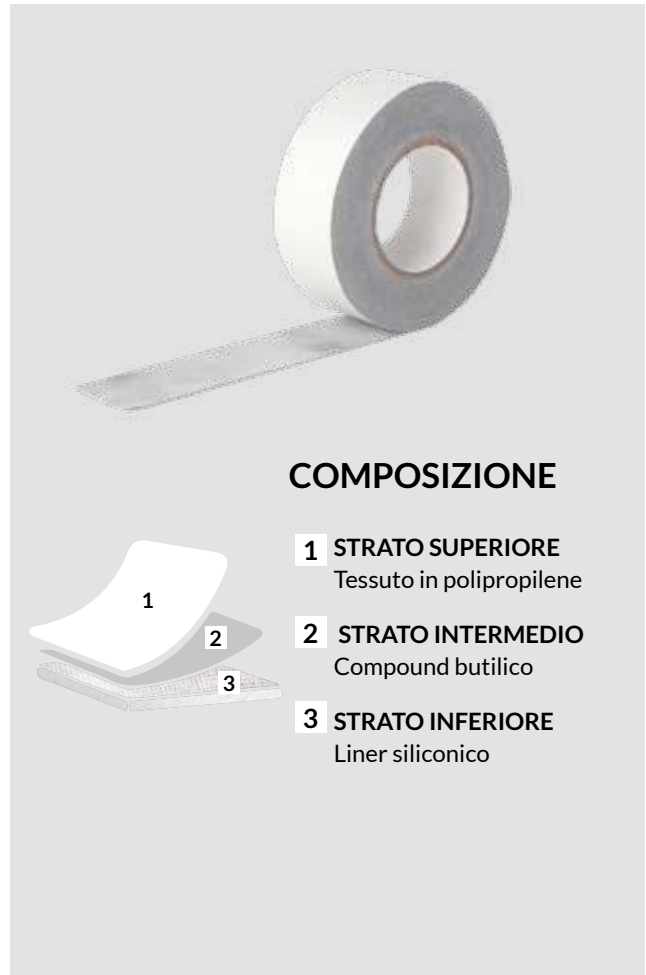 COMPOSIZIONE
1 STRATO SUPERIORE
Tessuto in polipropilene
2 STRATO INTERMEDIO
Compound butilico
3 STRATO INFERIORE
Liner siliconico
1
2
3